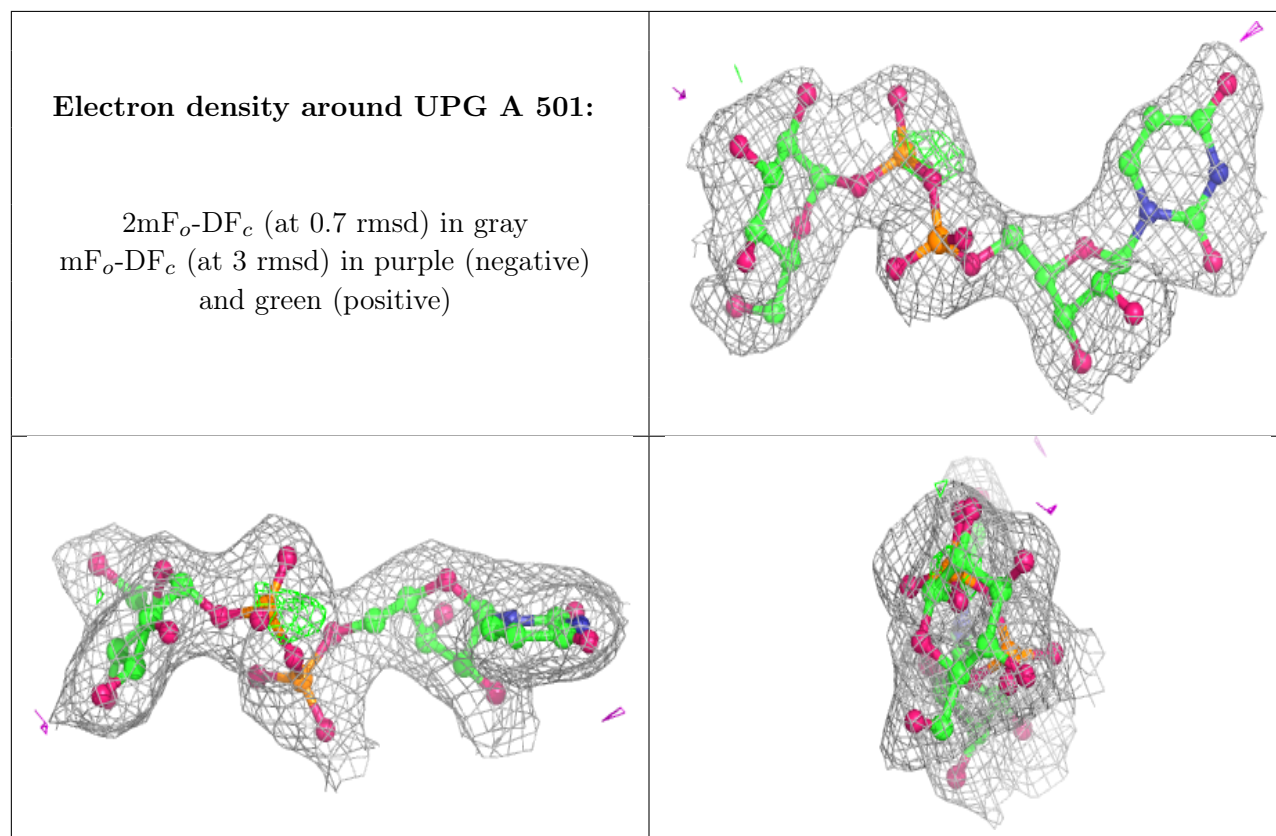 Electron density around UPG A 501:
2mFo-DFc (at 0.7 rmsd) in gray
mFo-DFc (at 3 rmsd) in purple (negative)
and green (positive)